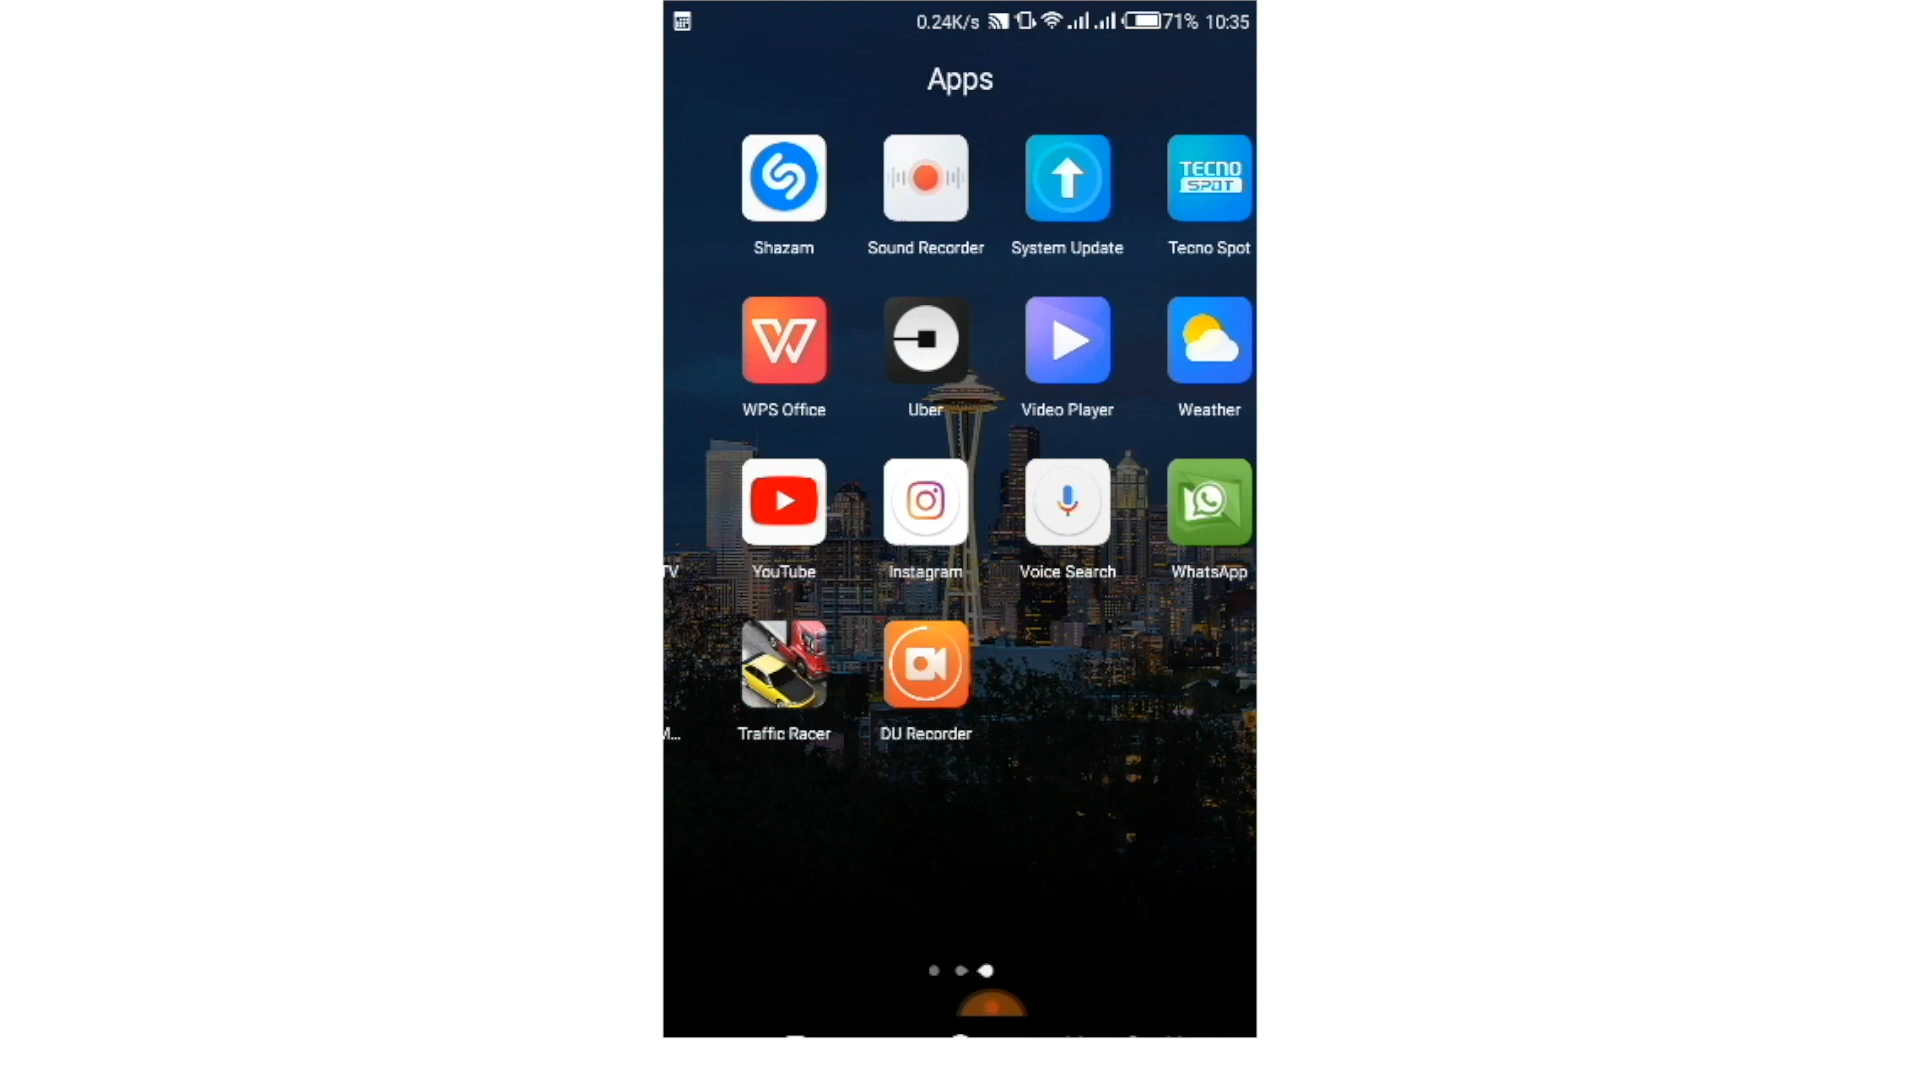 0.24K/s 71% 10:35
Apps
TECNO
SPOT
Shazam Sound Recorder System Update Tecno Spot
WPS Office Uber Video Player Weather
TV YouTube Instagram Voice Search WhatsApp
M... Traffic Racer DU Recorder